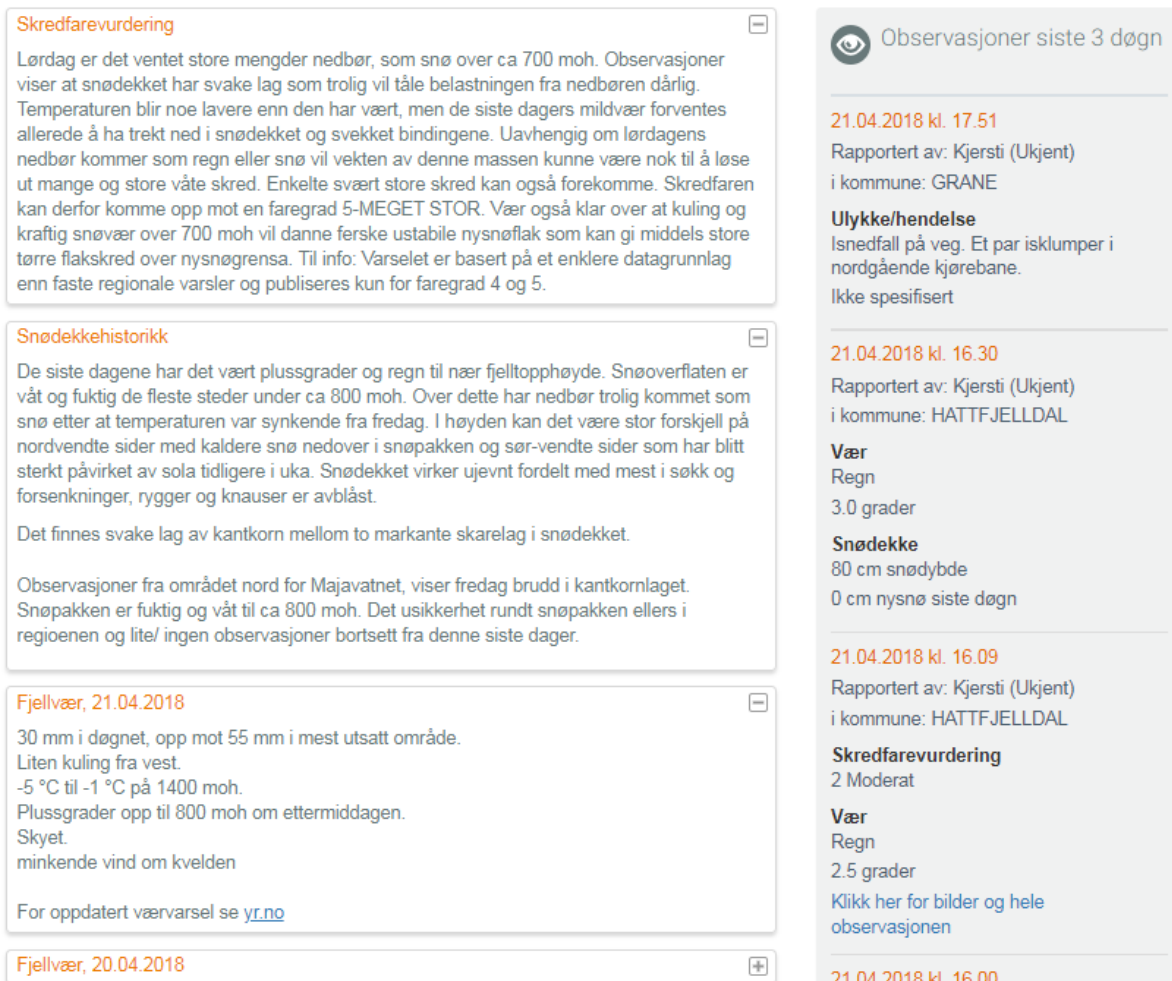 Skredfarevurdering
Lørdag er det ventet store mengder nedbør, som snø over ca 700 moh. Observasjoner
viser at snødekket har svake lag som trolig vil tåle belastningen fra nedbøren dårlig.
Temperaturen blir noe lavere enn den har vært, men de siste dagers mildvær forventes
allerede å ha trekt ned i snødekket og svekket bindingene. Uavhengig om lørdagens
nedbør kommer som regn eller snø vil vekten av denne massen kunne være nok til å løse
ut mange og store våte skred. Enkelte svært store skred kan også forekomme. Skredfaren
kan derfor komme opp mot en faregrad 5-MEGET STOR. Vær også klar over at kuling og
kraftig snøvær over 700 moh vil danne ferske ustabile nysnøflak som kan gi middels store
tørre flakskred over nysnøgrensa. Til info: Varselet er basert på et enklere datagrunnlag
enn faste regionale varsler og publiseres kun for faregrad 4 og 5.
Snødekkehistorikk
De siste dagene har det vært plussgrader og regn til nær fjelltopphøyde. Snøoverflaten er
våt og fuktig de fleste steder under ca 800 moh. Over dette har nedbør trolig kommet som
snø etter at temperaturen var synkende fra fredag. I høyden kan det være stor forskjell på
nordvendte sider med kaldere snø nedover i snøpakken og sør-vendte sider som har blitt
sterkt påvirket av sola tidligere i uka. Snødekket virker ujevnt fordelt med mest i søkk og
forsenkninger, rygger og knauser er avblåst.
Det finnes svake lag av kantkorn mellom to markante skarelag i snødekket.
Observasjoner fra området nord for Majavatnet, viser fredag brudd i kantkornlaget.
Snøpakken er fuktig og våt til ca 800 moh. Det usikkerhet rundt snøpakken ellers i
regioenen og lite/ ingen observasjoner bortsett fra denne siste dager.
Fjellvær, 21.04.2018
30 mm i døgnet, opp mot 55 mm i mest utsatt område.
Liten kuling fra vest.
-5 °C til -1 °C på 1400 moh.
Plussgrader opp til 800 moh om ettermiddagen.
Skyet.
minkende vind om kvelden
For oppdatert værvarsel se yr.no
Fjellvær, 20.04.2018
Observasjoner siste 3 døgn
21.04.2018 kl. 17.51
Rapportert av: Kjersti (Ukjent)
i kommune: GRANE
Ulykke/hendelse
Isnedfall på veg. Et par isklumper i
nordgående kjørebane.
Ikke spesifisert
21.04.2018 kl. 16.30
Rapportert av: Kjersti (Ukjent)
i kommune: HATTFJELLDAL
Vær
Regn
3.0 grader
Snødekke
80 cm snødybde
0 cm nysnø siste døgn
21.04.2018 kl. 16.09
Rapportert av: Kjersti (Ukjent)
i kommune: HATTFJELLDAL
Skredfarevurdering
2 Moderat
Vær
Regn
2.5 grader
Klikk her for bilder og hele
observasjonen
21.04.2018 kl. 16.00